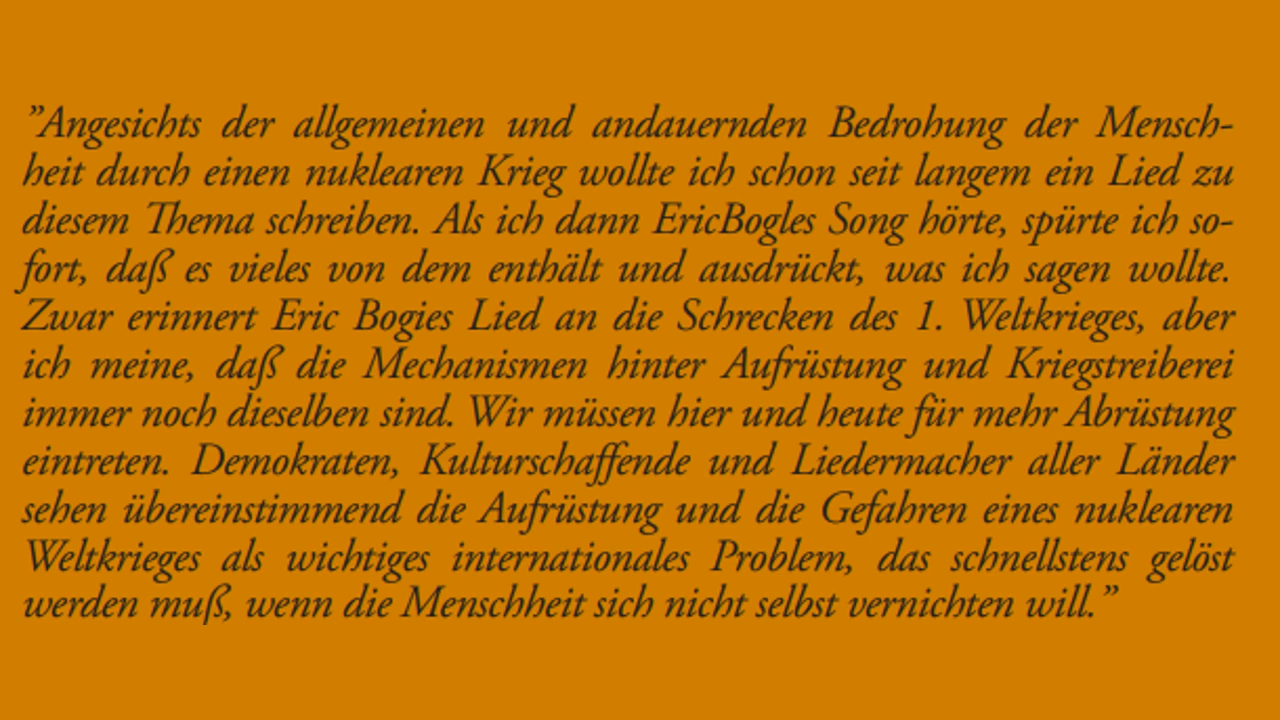 ”Angesichts der allgemeinen und andauernden Bedrohung der Mensch-
heit durch einen nuklearen Krieg wollte ich schon seit langem ein Lied zu
diesem Thema schreiben. Als ich dann EricBogles Song hörte, spürte ich so-
fort, daß es vieles von dem enthält und ausdrückt, was ich sagen wollte.
Zwar erinnert Eric Bogies Lied an die Schrecken des 1. Weltkrieges, aber
ich meine, daß die Mechanismen hinter Aufrüstung und Kriegstreiberei
immer noch dieselben sind. Wir müssen hier und heute für mehr Abrüstung
eintreten. Demokraten, Kulturschaffende und Liedermacher aller Länder
sehen übereinstimmend die Aufrüstung und die Gefahren eines nuklearen
Weltkrieges als wichtiges internationales Problem, das schnellstens gelöst
werden muß, wenn die Menschheit sich nicht selbst vernichten will.”